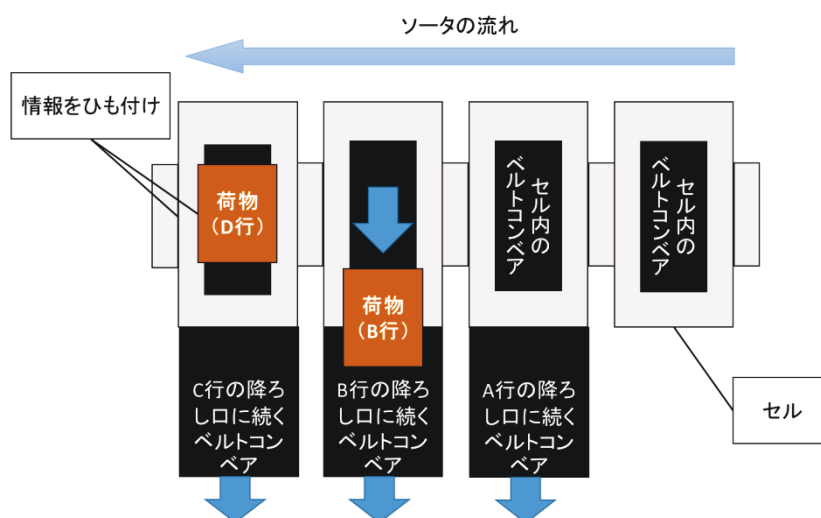 ソータの流れ
情報をひも付け
荷物
(D行)
荷物
(B行)
セル内の
ベルトコンベア
セル内の
ベルトコンベア
C行の降ろ
し口に続く
ベルトコン
ベア
B行の降ろ
し口に続く
ベルトコン
ベア
A行の降ろ
し口に続く
ベルトコン
ベア
セル